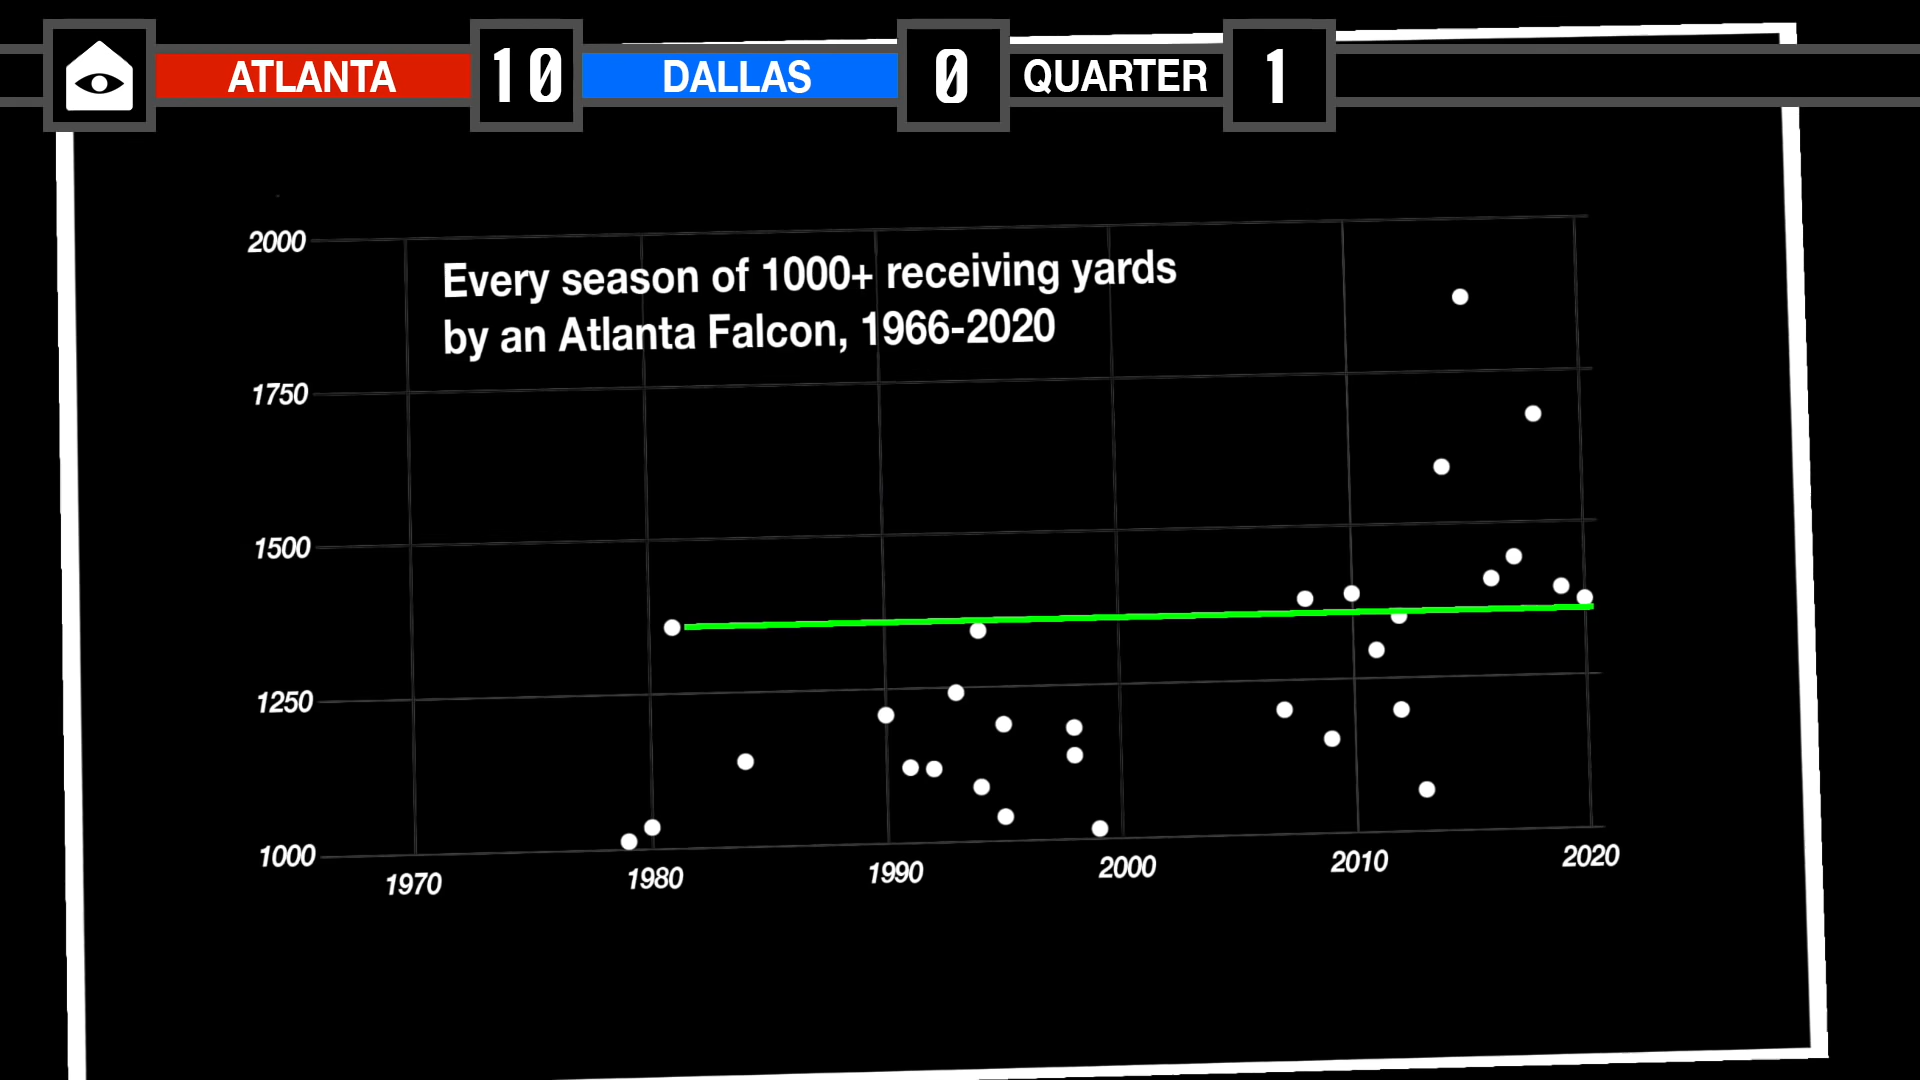 ATLANTA 10 DALLAS 0 QUARTER 1
Every season of 1000+ receiving yards
by an Atlanta Falcon, 1966-2020
2000
1750
1500
1250
1000
1970 1980 1990 2000 2010 2020